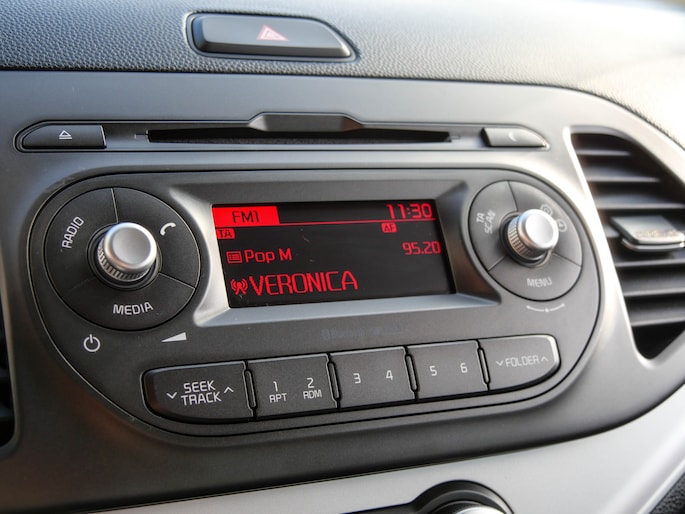 FM1 11:30
TA AF
Pop M 95.20
VERONICA
RADIO
MEDIA
TA
SCAN
MENU
SEEK
TRACK
1 RPT
2 RDM
3 4
5 6
FOLDER